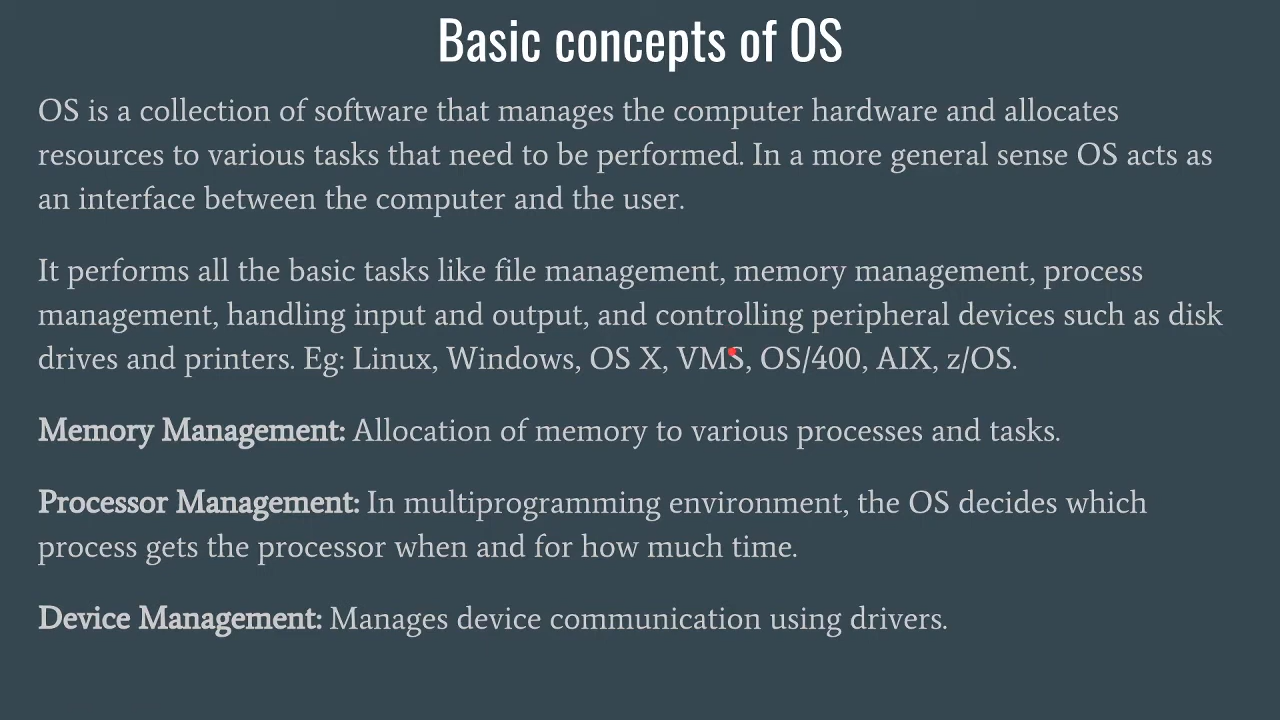 Basic concepts of OS
OS is a collection of software that manages the computer hardware and allocates
resources to various tasks that need to be performed. In a more general sense OS acts as
an interface between the computer and the user.
It performs all the basic tasks like file management, memory management, process
management, handling input and output, and controlling peripheral devices such as disk
drives and printers. Eg: Linux, Windows, OS X, VMS, OS/400, AIX, z/OS.
Memory Management: Allocation of memory to various processes and tasks.
Processor Management: In multiprogramming environment, the OS decides which
process gets the processor when and for how much time.
Device Management: Manages device communication using drivers.